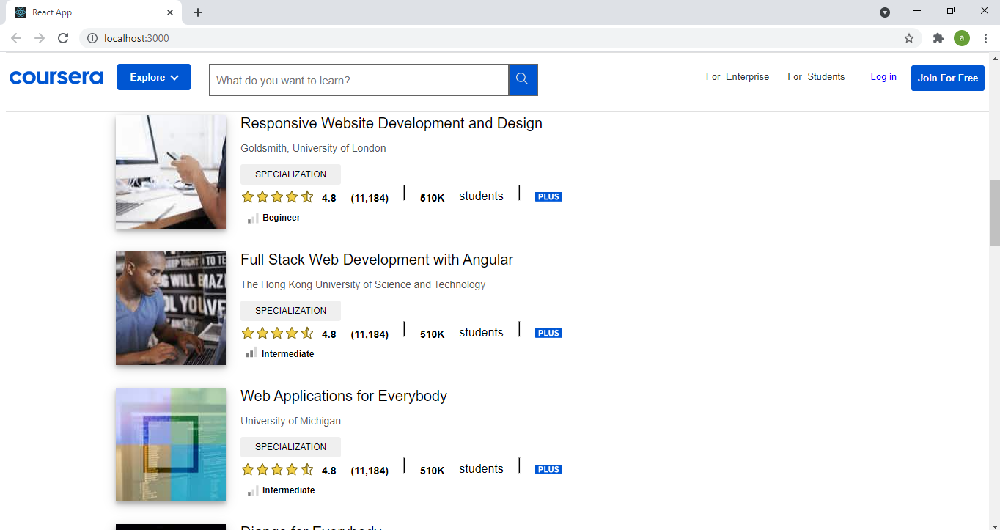 React App
localhost:3000
a
coursera
Explore
What do you want to learn?
For Enterprise
For Students
Log in
Join For Free
Responsive Website Development and Design
Goldsmith, University of London
SPECIALIZATION
4.8 (11,184) 510K students PLUS
Begineer
Full Stack Web Development with Angular
The Hong Kong University of Science and Technology
SPECIALIZATION
4.8 (11,184) 510K students PLUS
Intermediate
Web Applications for Everybody
University of Michigan
SPECIALIZATION
4.8 (11,184) 510K students PLUS
Intermediate
Django for Everybody